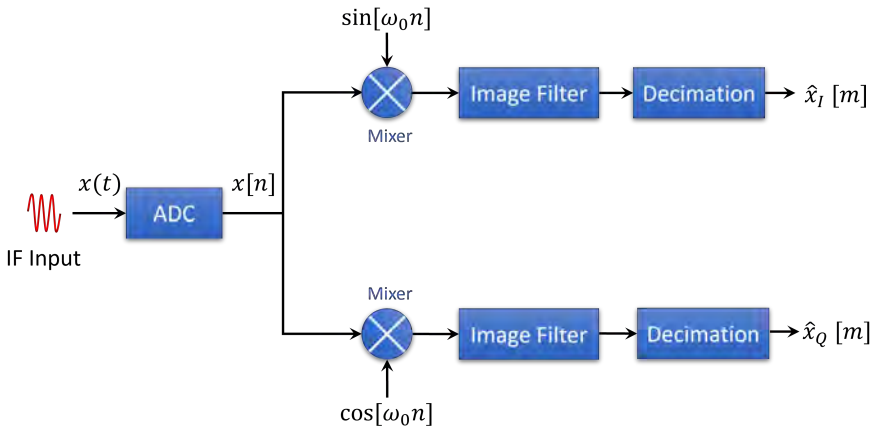 sin[ω₀n]
Image Filter
Decimation
x̂_I [m]
Mixer
x(t)
x[n]
ADC
IF Input
Mixer
Image Filter
Decimation
x̂_Q [m]
cos[ω₀n]